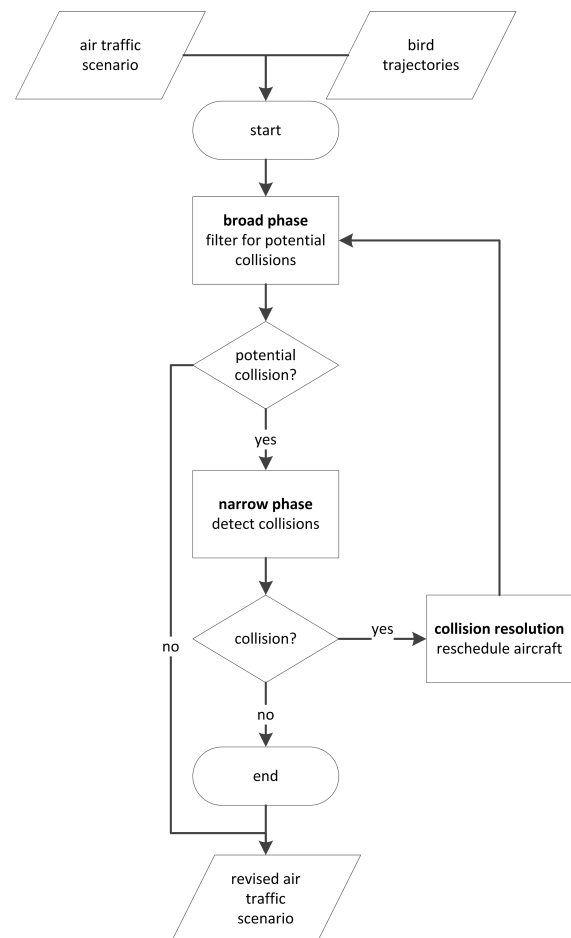 air traffic
scenario
bird
trajectories
start
broad phase
filter for potential
collisions
potential
collision?
yes
narrow phase
detect collisions
collision?
yes
collision resolution
reschedule aircraft
no
no
end
revised air
traffic
scenario